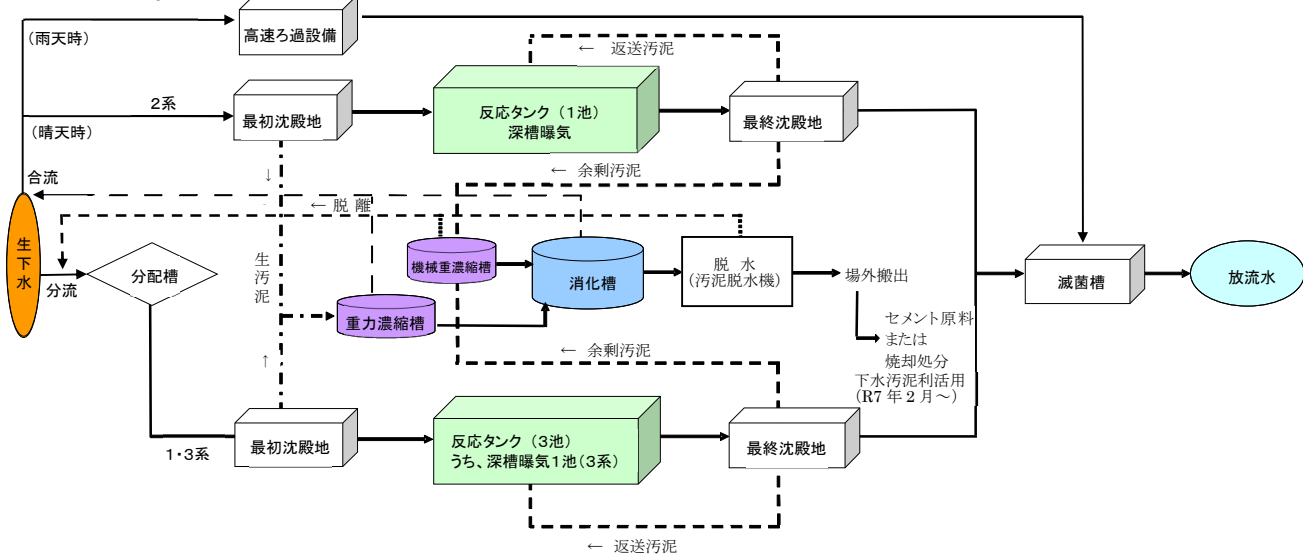 (雨天時)
高速ろ過設備
← 返送汚泥
2系
(晴天時)
最初沈殿地
反応タンク (1池)
深槽曝気
最終沈殿地
↓
← 余剰汚泥
合流
← 脱離
生下水
分流
分配槽
生汚泥
機械重濃縮槽
消化槽
脱 水
(汚泥脱水機)
場外搬出
滅菌槽
放流水
重力濃縮槽
セメント原料
または
焼却処分
下水汚泥利活用
(R7 年 2 月~)
← 余剰汚泥
↑
1・3系
最初沈殿地
反応タンク (3池)
うち、深槽曝気1池(3系)
最終沈殿地
← 返送汚泥